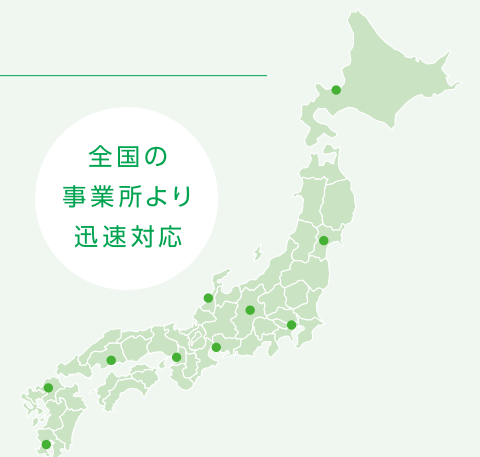 全国の
事業所より
迅速対応